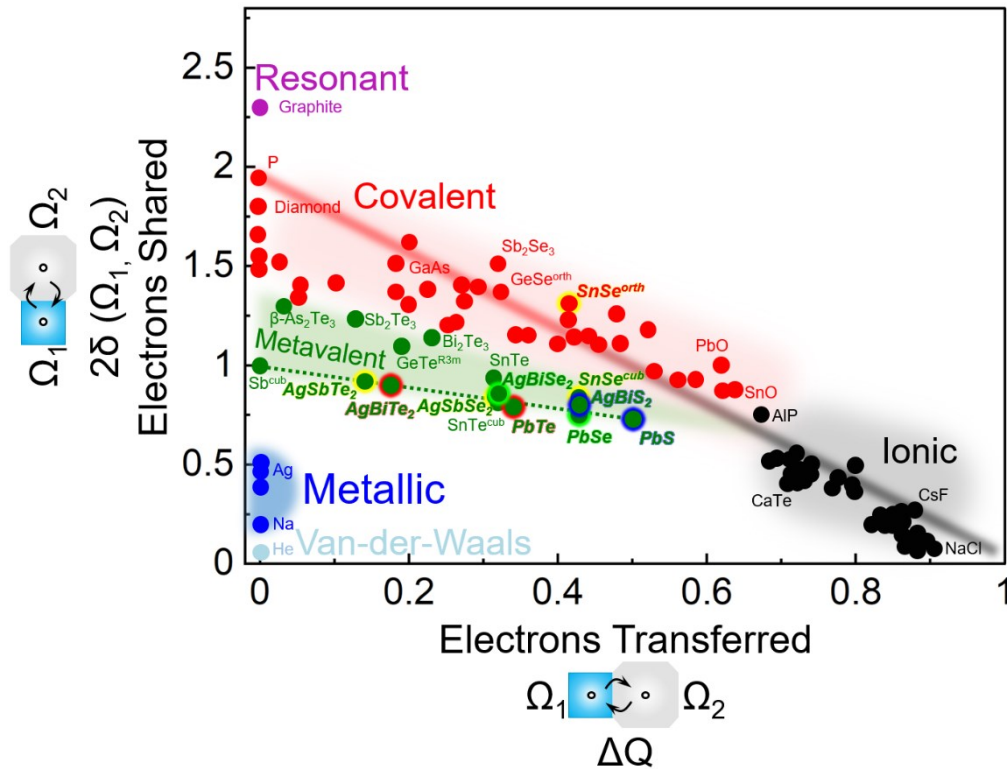 2.5
2
1.5
1
0.5
0
0
0.2
0.4
0.6
0.8
1
Ω₁ Ω₂
2δ (Ω₁, Ω₂)
Electrons Shared
Resonant
Graphite
P
Diamond
Covalent
GaAs
Sb₂Se₃
GeSeᵒʳᵗʰ
SnSeᵒʳᵗʰ
β-As₂Te₃
Sb₂Te₃
Bi₂Te₃
Metavalent
GeTeᴿ³ᵐ
SnTe
PbO
SnO
Sbᶜᵘᵇ
AgSbTe₂
AgBiTe₂
AgBiSe₂
SnSeᶜᵘᵇ
AgSbSe₂
AgBiS₂
SnTeᶜᵘᵇ
PbTe
PbSe
PbS
AlP
Ionic
CaTe
CsF
NaCl
Ag
Metallic
Na
He
Van-der-Waals
Electrons Transferred
Ω₁ Ω₂
ΔQ